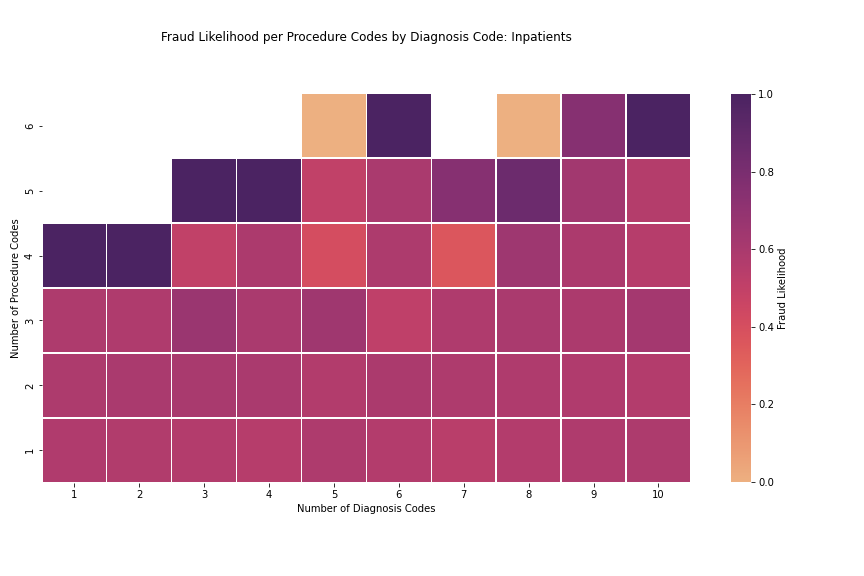 Fraud Likelihood per Procedure Codes by Diagnosis Code: Inpatients
Number of Procedure Codes
6
5
4
3
2
1
1 2 3 4 5 6 7 8 9 10
Number of Diagnosis Codes
1.0
0.8
0.6
0.4
0.2
0.0
Fraud Likelihood